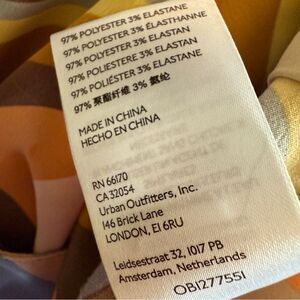 97% POLYESTER 3% ELASTANE
97% POLYESTER 3% ÉLASTHANNE
97% POLYESTER 3% ELASTAN
97% POLIESTERE 3% ELASTAN
97% POLIÉSTER 3% ELASTANE
97% 聚酯纤维 3% 氨纶
MADE IN CHINA
HECHO EN CHINA
RN 66170
CA 32054
Urban Outfitters, Inc.
146 Brick Lane
LONDON, E1 6RU
Leidsestraat 32, 1017 PB
Amsterdam, Netherlands
OB1277551